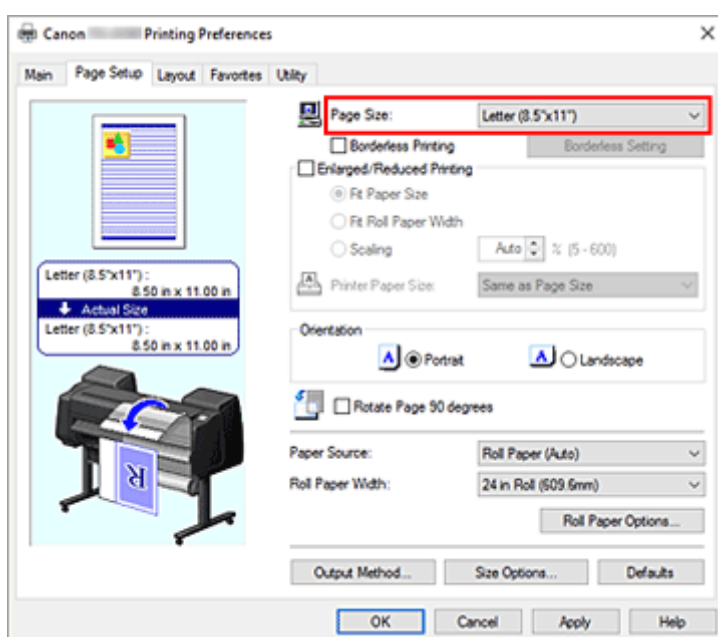 Canon Printing Preferences
Main Page Setup Layout Favorites Utility
Page Size: Letter (8.5"x11")
Borderless Printing Borderless Setting
Enlarged/Reduced Printing
Fit Paper Size
Fit Roll Paper Width
Scaling Auto % (5 - 600)
Printer Paper Size: Same as Page Size
Letter (8.5"x11") :
8.50 in x 11.00 in
Actual Size
Letter (8.5"x11") :
8.50 in x 11.00 in
Orientation
A Portrait A Landscape
Rotate Page 90 degrees
Paper Source: Roll Paper (Auto)
Roll Paper Width: 24 in Roll (609.6mm)
Roll Paper Options...
R
Output Method... Size Options... Defaults
OK Cancel Apply Help